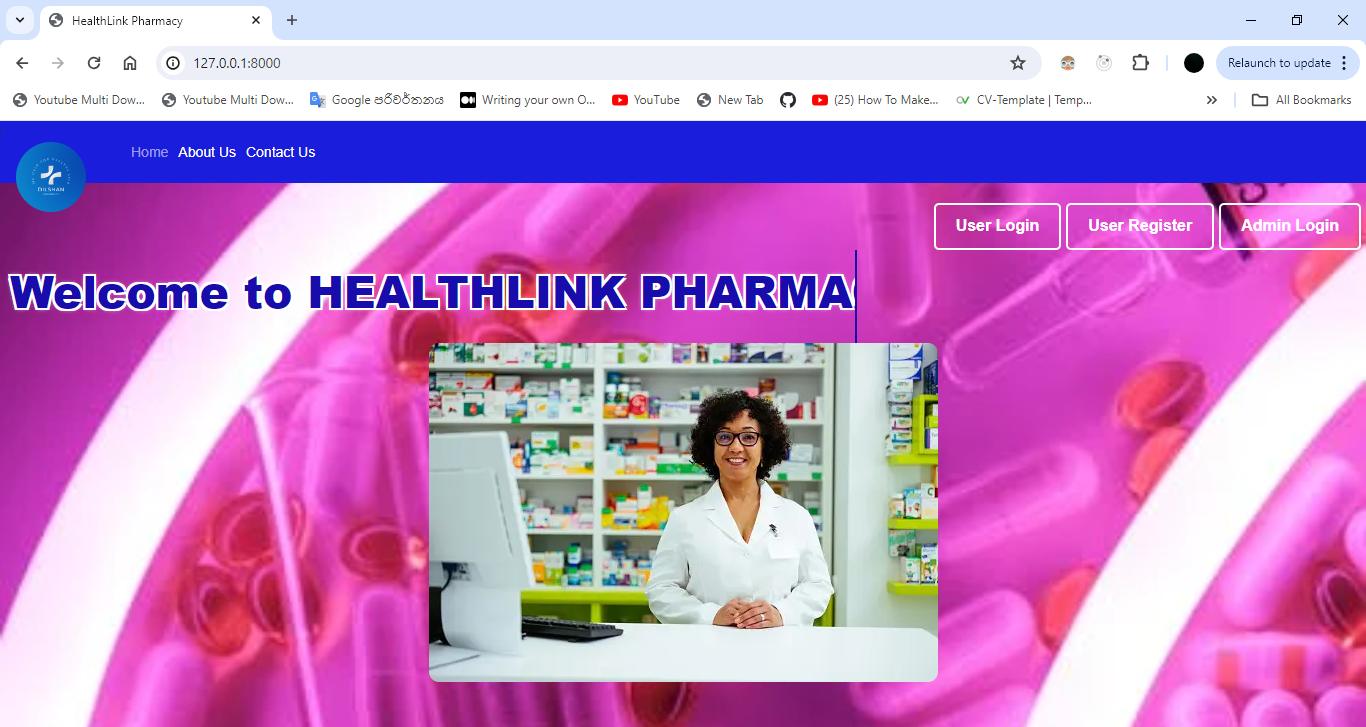 HealthLink Pharmacy
127.0.0.1:8000
Relaunch to update
Youtube Multi Dow...
Youtube Multi Dow...
Google පරිවර්තනය
Writing your own O...
YouTube
New Tab
(25) How To Make...
CV-Template | Temp...
All Bookmarks
Home
About Us
Contact Us
DILSHAN
User Login
User Register
Admin Login
Welcome to HEALTHLINK PHARMA